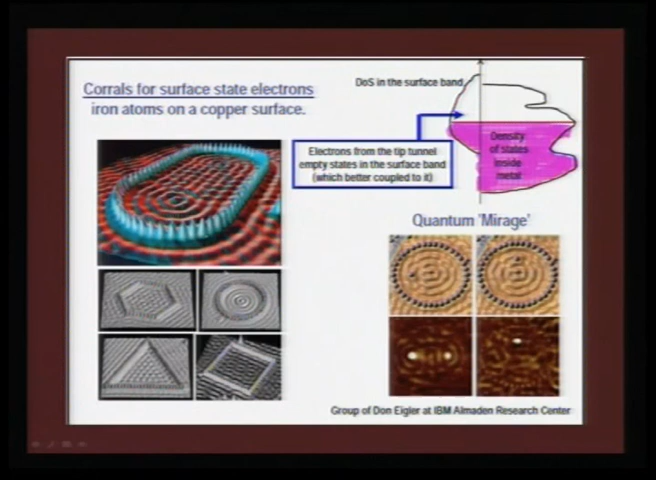 Corrals for surface state electrons
iron atoms on a copper surface.
DoS in the surface band
Electrons from the tip tunnel
empty states in the surface band
(which better coupled to it)
Density
of states
inside
metal
Quantum 'Mirage'
Group of Don Eigler at IBM Almaden Research Center